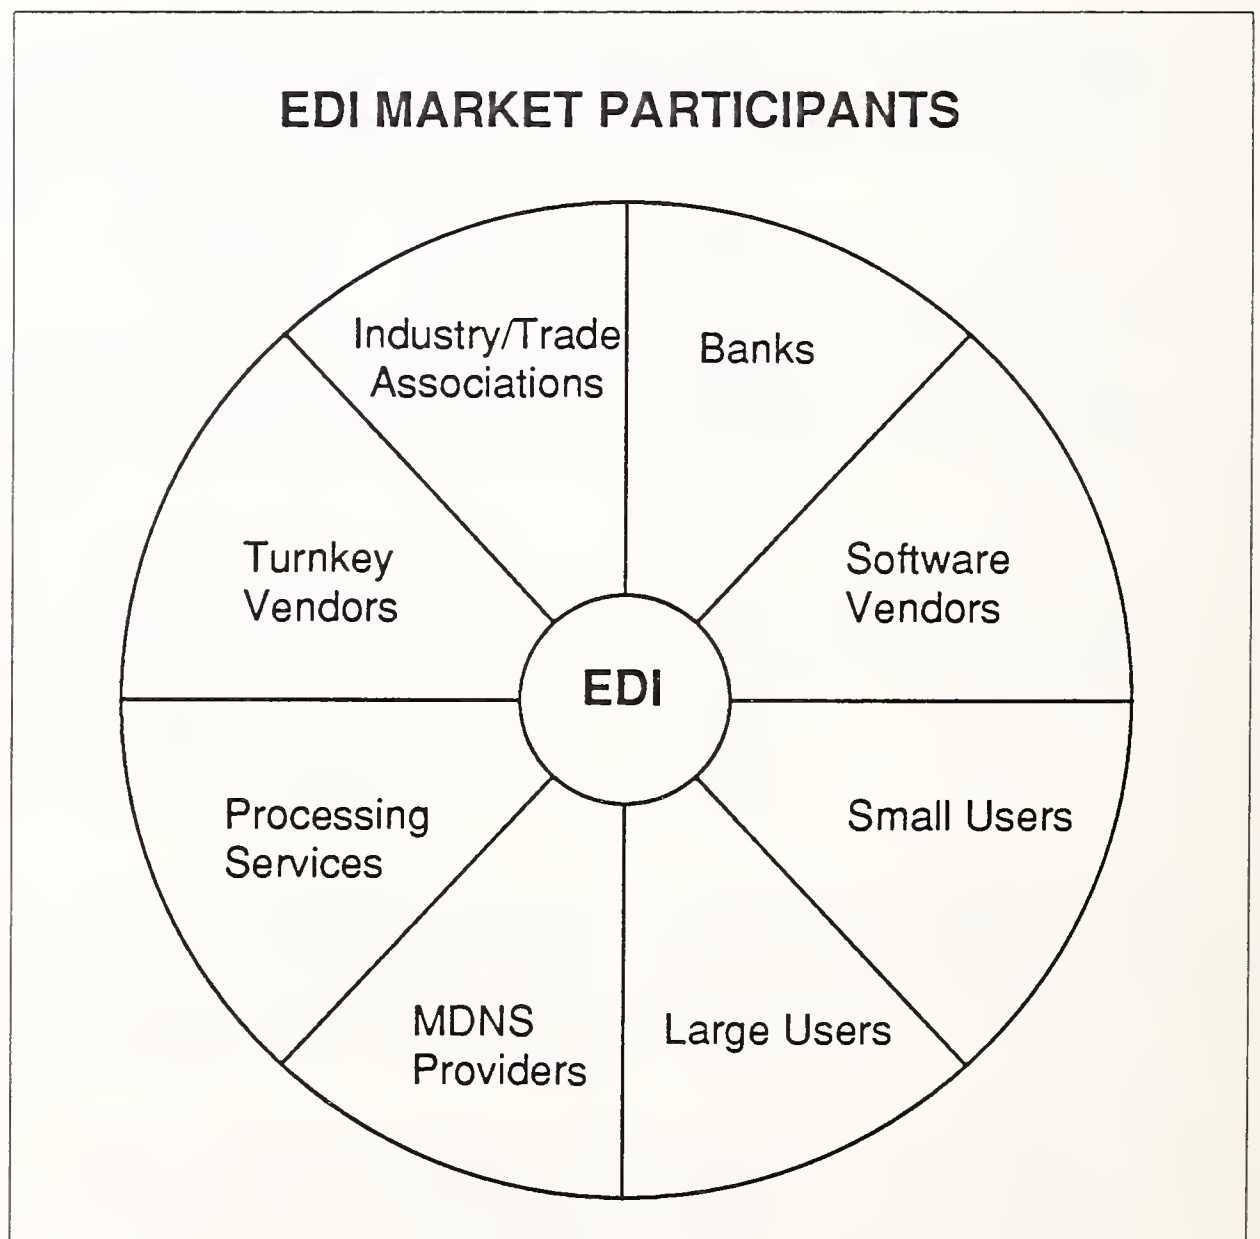 EDI MARKET PARTICIPANTS
Industry/Trade
Associations
Banks
Turnkey
Vendors
Software
Vendors
EDI
Processing
Services
Small Users
MDNS
Providers
Large Users